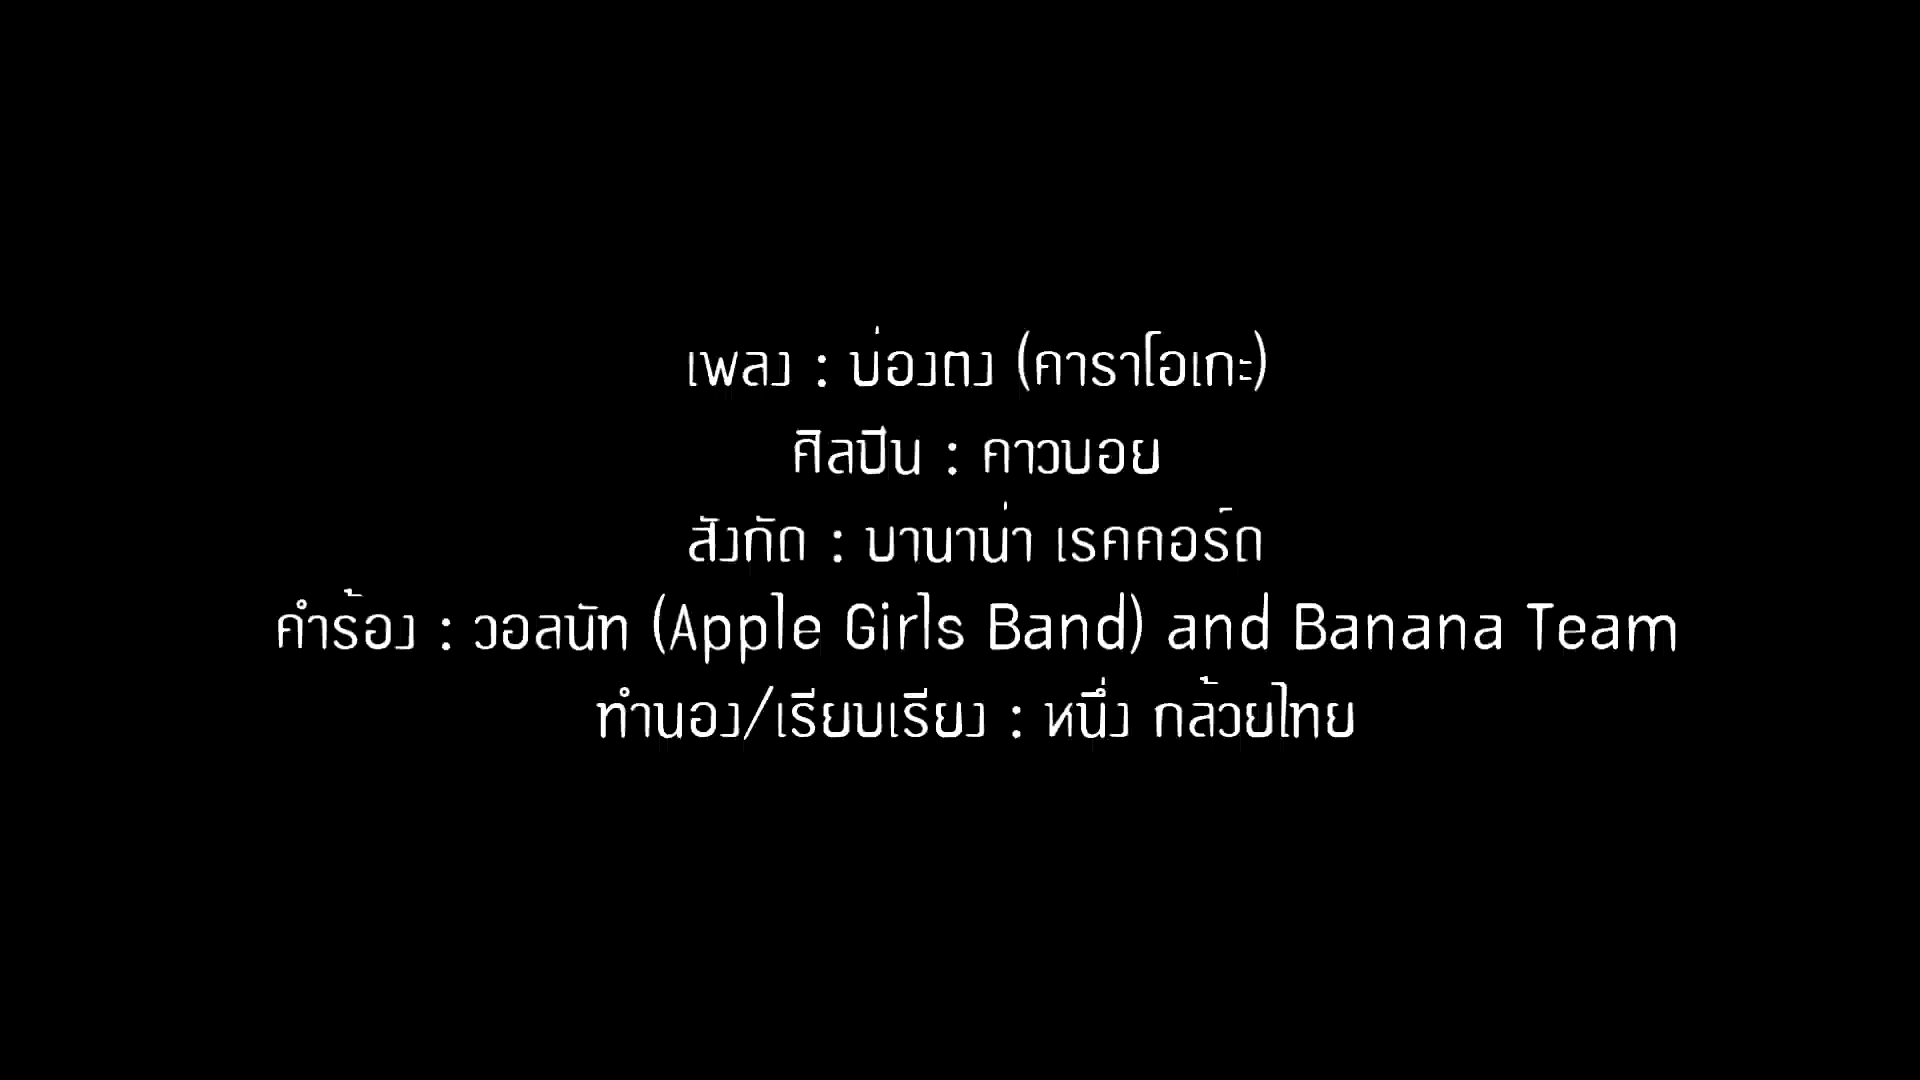 เพลง : บ่องตง (คาราโอเกะ)
ศิลปิน : คาวบอย
สังกัด : บานาน่า เรคคอร์ด
คำร้อง : วอลนัท (Apple Girls Band) and Banana Team
ทำนอง/เรียบเรียง : หนึ่ง กล้วยไทย